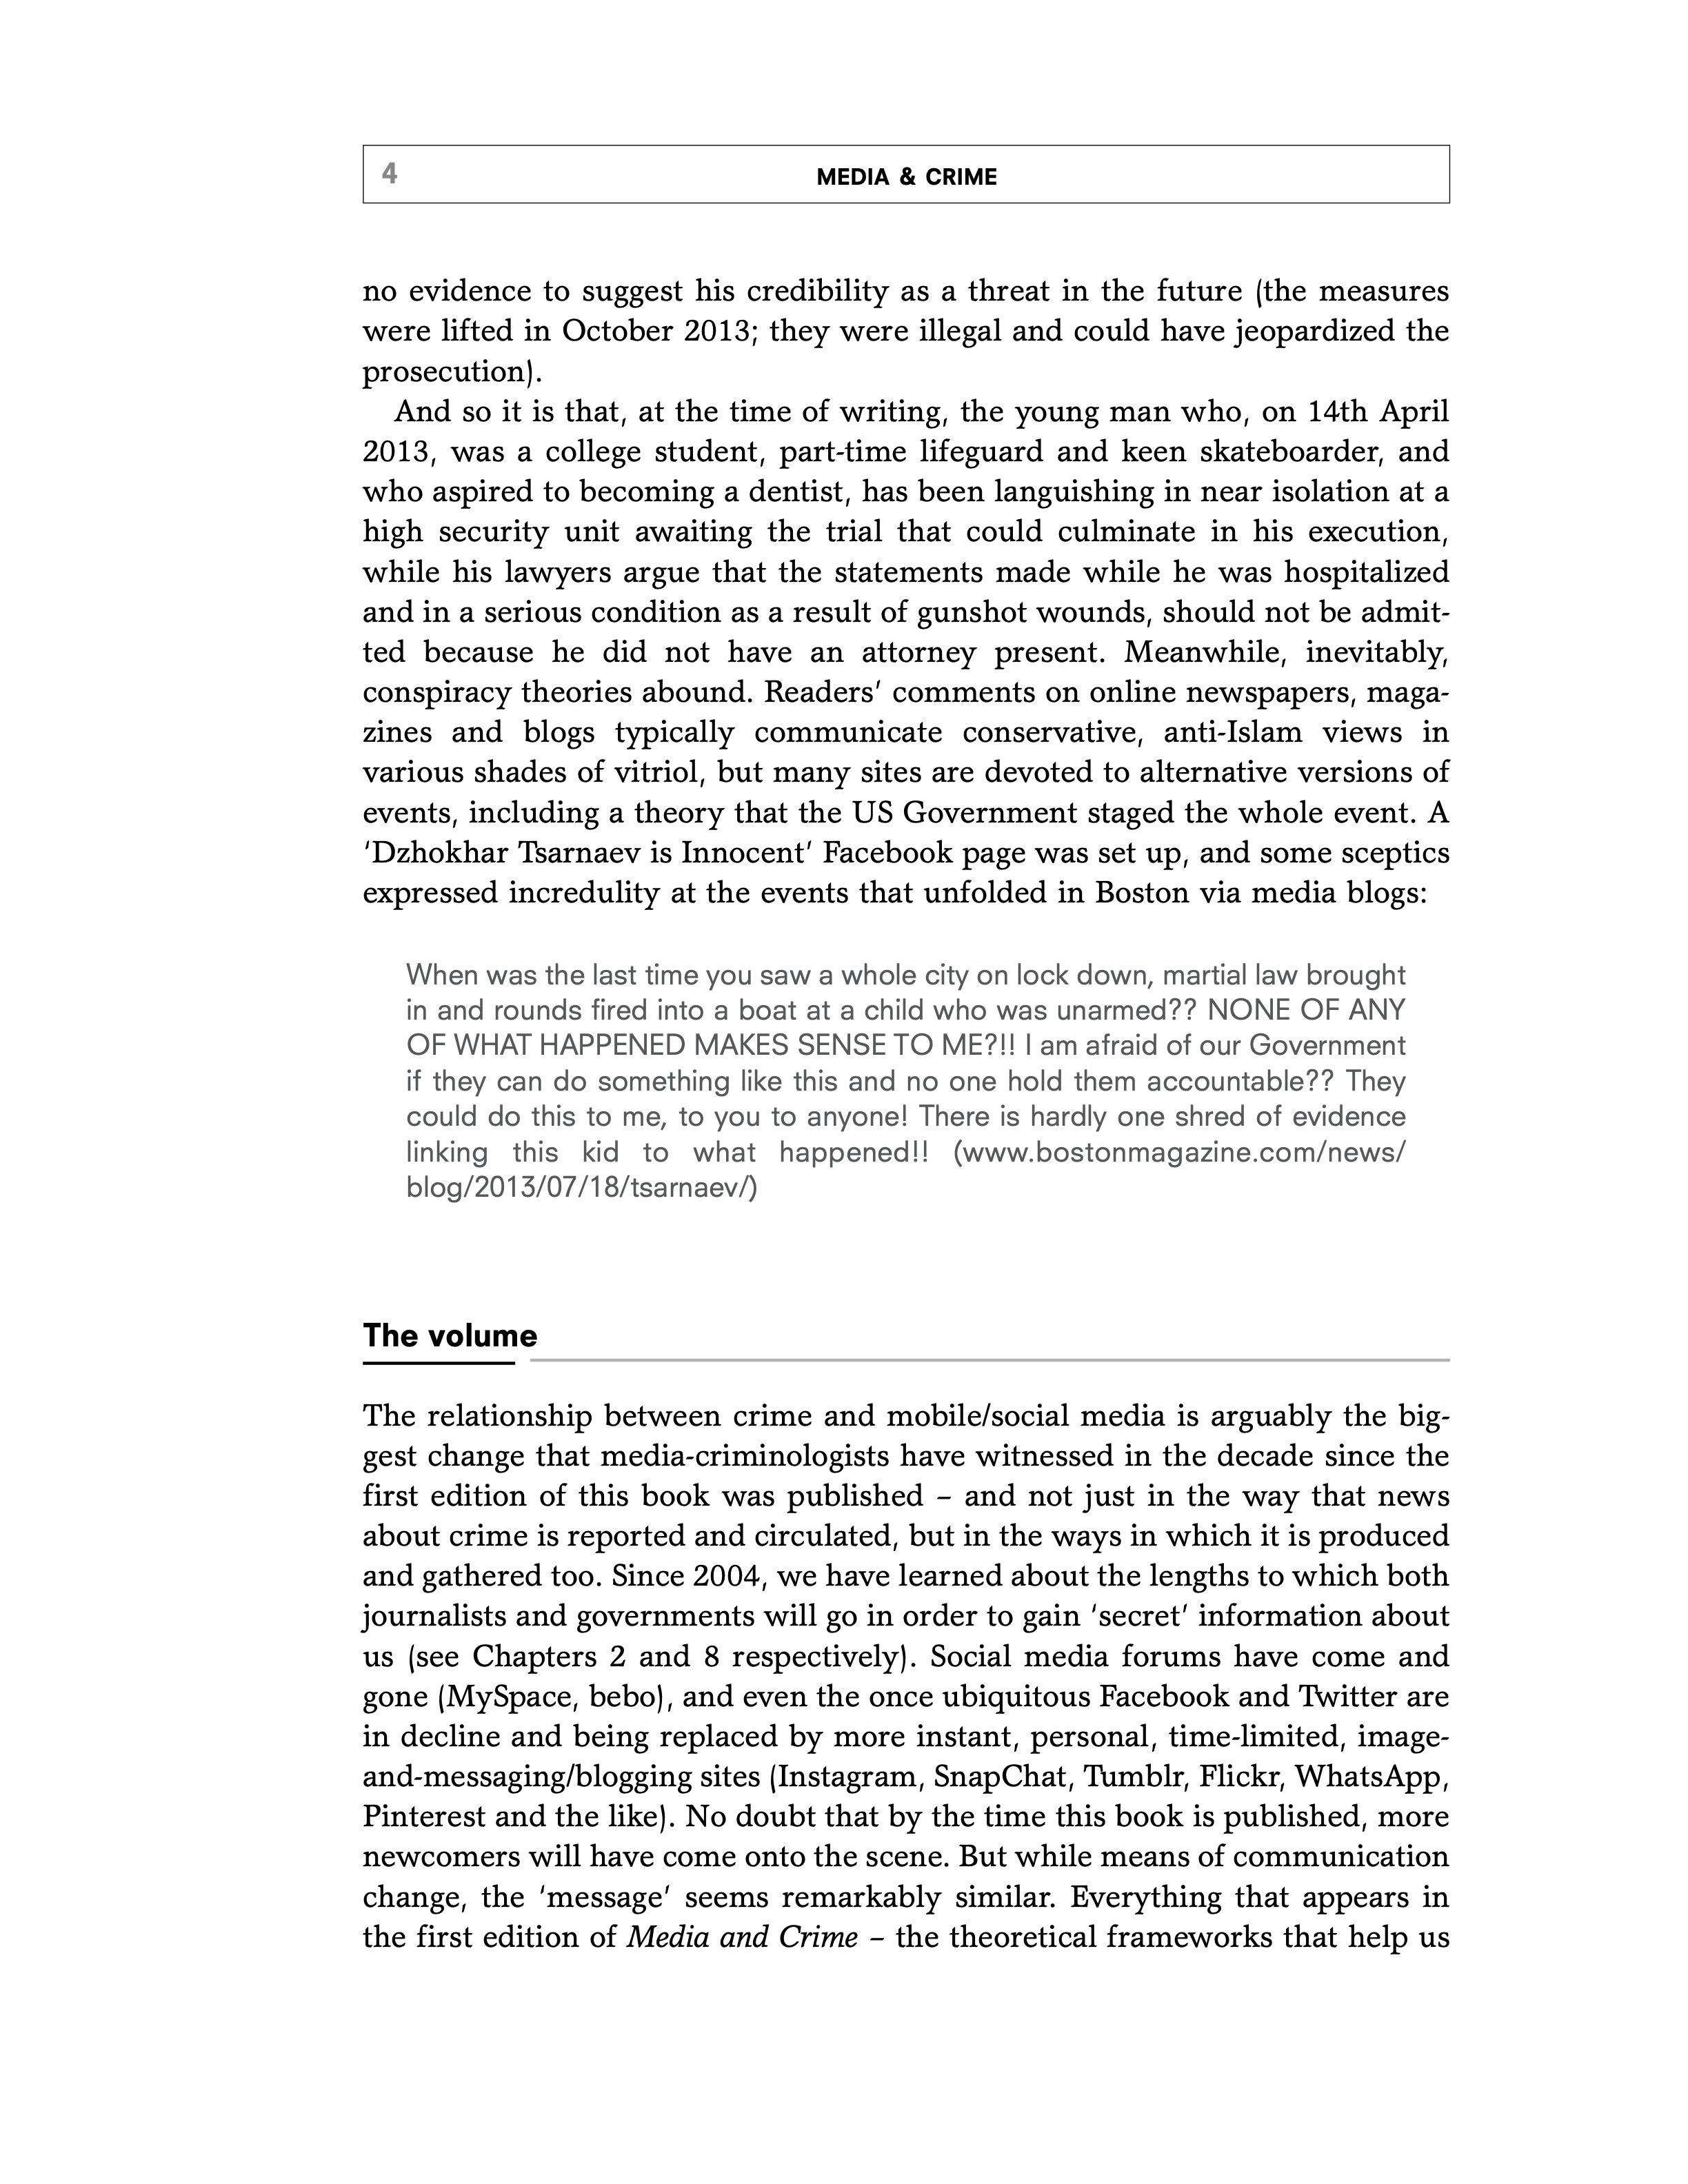 4
MEDIA & CRIME
no evidence to suggest his credibility as a threat in the future (the measures
were lifted in October 2013; they were illegal and could have jeopardized the
prosecution).
And so it is that, at the time of writing, the young man who, on 14th April
2013, was a college student, part-time lifeguard and keen skateboarder, and
who aspired to becoming a dentist, has been languishing in near isolation at a
high security unit awaiting the trial that could culminate in his execution,
while his lawyers argue that the statements made while he was hospitalized
and in a serious condition as a result of gunshot wounds, should not be admit-
ted because he did not have an attorney present. Meanwhile, inevitably,
conspiracy theories abound. Readers’ comments on online newspapers, maga-
zines and blogs typically communicate conservative, anti-Islam views in
various shades of vitriol, but many sites are devoted to alternative versions of
events, including a theory that the US Government staged the whole event. A
‘Dzhokhar Tsarnaev is Innocent’ Facebook page was set up, and some sceptics
expressed incredulity at the events that unfolded in Boston via media blogs:
When was the last time you saw a whole city on lock down, martial law brought
in and rounds fired into a boat at a child who was unarmed?? NONE OF ANY
OF WHAT HAPPENED MAKES SENSE TO ME?!! I am afraid of our Government
if they can do something like this and no one hold them accountable?? They
could do this to me, to you to anyone! There is hardly one shred of evidence
linking this kid to what happened!! (www.bostonmagazine.com/news/
blog/2013/07/18/tsarnaev/)
The volume
The relationship between crime and mobile/social media is arguably the big-
gest change that media-criminologists have witnessed in the decade since the
first edition of this book was published – and not just in the way that news
about crime is reported and circulated, but in the ways in which it is produced
and gathered too. Since 2004, we have learned about the lengths to which both
journalists and governments will go in order to gain ‘secret’ information about
us (see Chapters 2 and 8 respectively). Social media forums have come and
gone (MySpace, bebo), and even the once ubiquitous Facebook and Twitter are
in decline and being replaced by more instant, personal, time-limited, image-
and-messaging/blogging sites (Instagram, SnapChat, Tumblr, Flickr, WhatsApp,
Pinterest and the like). No doubt that by the time this book is published, more
newcomers will have come onto the scene. But while means of communication
change, the ‘message’ seems remarkably similar. Everything that appears in
the first edition of Media and Crime – the theoretical frameworks that help us